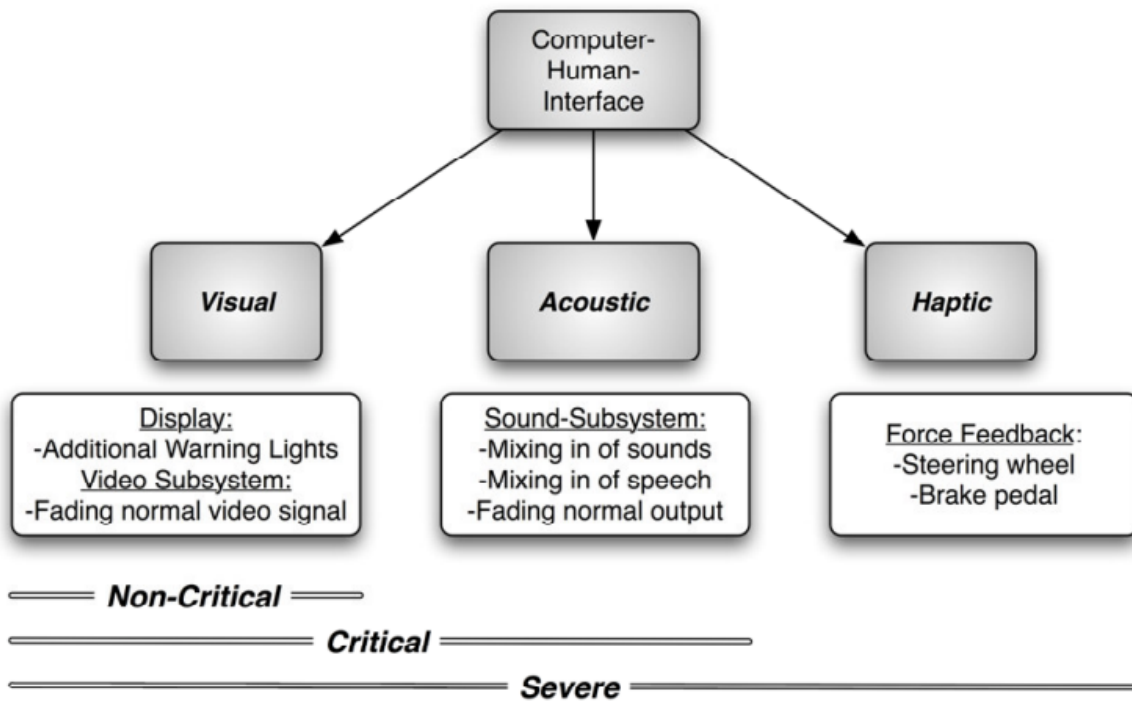 Computer-
Human-
Interface
Visual
Acoustic
Haptic
Display:
-Additional Warning Lights
Video Subsystem:
-Fading normal video signal
Sound-Subsystem:
-Mixing in of sounds
-Mixing in of speech
-Fading normal output
Force Feedback:
-Steering wheel
-Brake pedal
Non-Critical
Critical
Severe